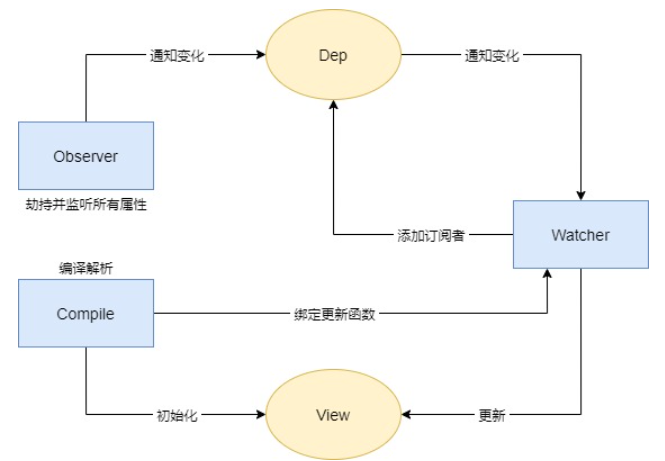 通知变化
Dep
通知变化
Observer
劫持并监听所有属性
添加订阅者
Watcher
编译解析
Compile
绑定更新函数
初始化
View
更新